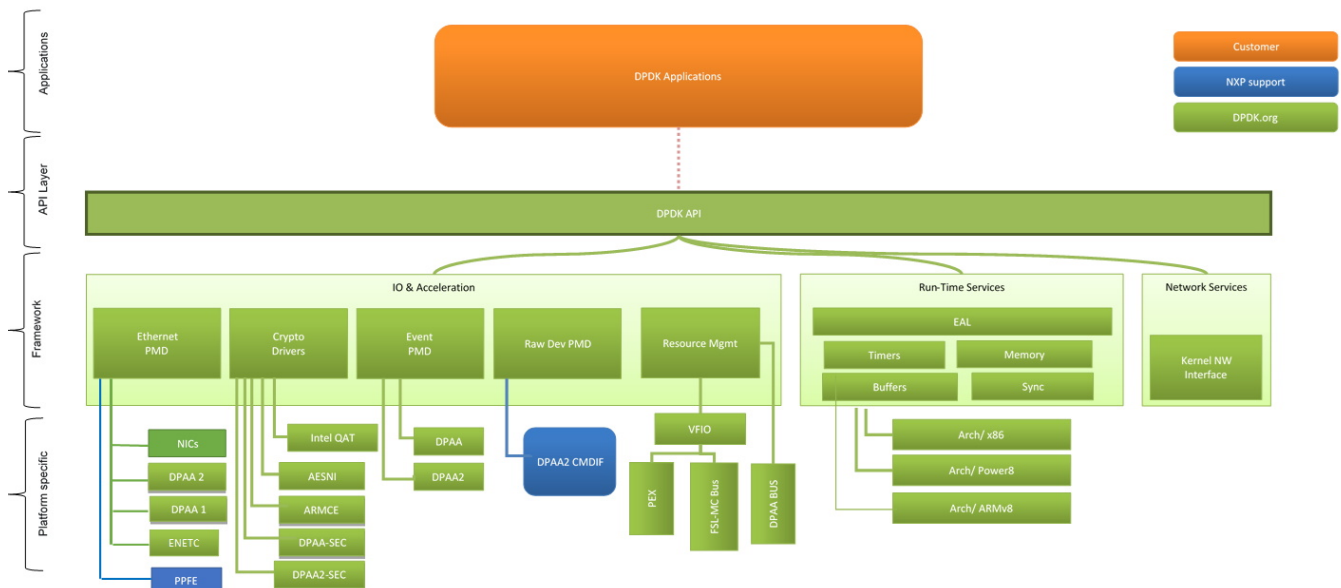 Applications
DPDK Applications
Customer
NXP support
DPDK.org
API Layer
DPDK API
Framework
IO & Acceleration
Run-Time Services
Network Services
Ethernet
PMD
Crypto
Drivers
Event
PMD
Raw Dev PMD
Resource Mgmt
EAL
Timers
Memory
Buffers
Sync
Kernel NW
Interface
Platform specific
NICs
DPAA 2
DPAA 1
ENETC
PPFE
Intel QAT
AESNI
ARMCE
DPAA-SEC
DPAA2-SEC
DPAA
DPAA2
DPAA2 CMDIF
VFIO
PEX
FSL-MC Bus
DPAA BUS
Arch/ x86
Arch/ Power8
Arch/ ARMv8